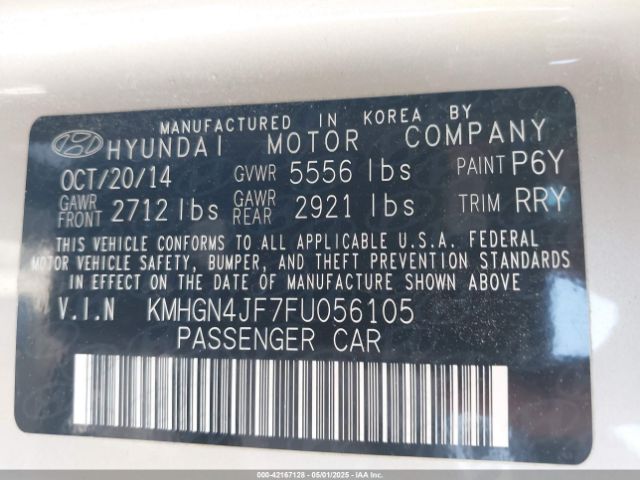 MANUFACTURED IN KOREA BY
HYUNDAI MOTOR COMPANY
OCT/20/14 GVWR 5556 lbs PAINT P6Y
GAWR FRONT 2712 lbs GAWR REAR 2921 lbs TRIM RRY
THIS VEHICLE CONFORMS TO ALL APPLICABLE U.S.A. FEDERAL
MOTOR VEHICLE SAFETY, BUMPER, AND THEFT PREVENTION STANDARDS
IN EFFECT ON THE DATE OF MANUFACTURE SHOWN ABOVE
V.I.N KMHGN4JF7FU056105
PASSENGER CAR
000-42167128 - 05/01/2025 - IAAI.COM